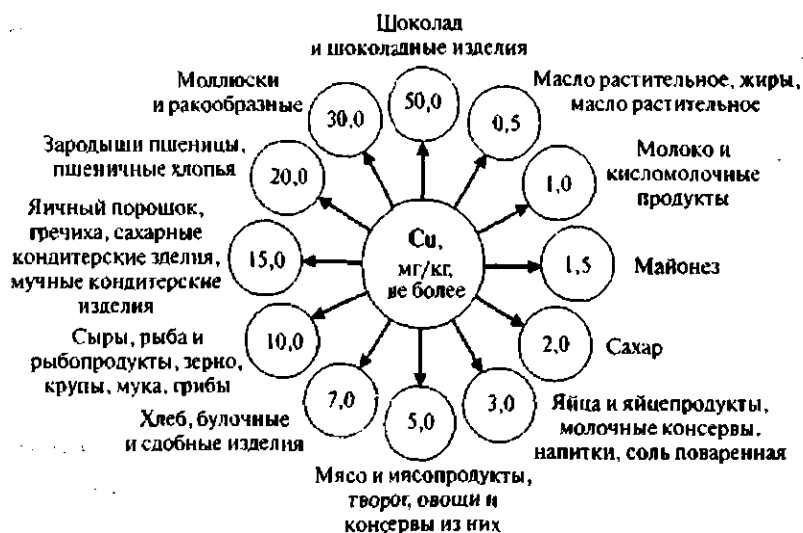 Шоколад
и шоколадные изделия
50,0
Масло растительное, жиры,
масло растительное
0,5
Молоко и
кисломолочные
продукты
1,0
Майонез
1,5
Сахар
2,0
Яйца и яйцепродукты,
молочные консервы,
напитки, соль поваренная
3,0
Мясо и мясопродукты,
творог, овощи и
консервы из них
5,0
Хлеб, булочные
и сдобные изделия
7,0
Сыры, рыба и
рыбопродукты, зерно,
крупы, мука, грибы
10,0
Яичный порошок,
гречиха, сахарные
кондитерские зделия,
мучные кондитерские
изделия
15,0
Зародыши пшеницы,
пшеничные хлопья
20,0
Моллюски
и ракообразные
30,0
Cu,
мг/кг,
не более